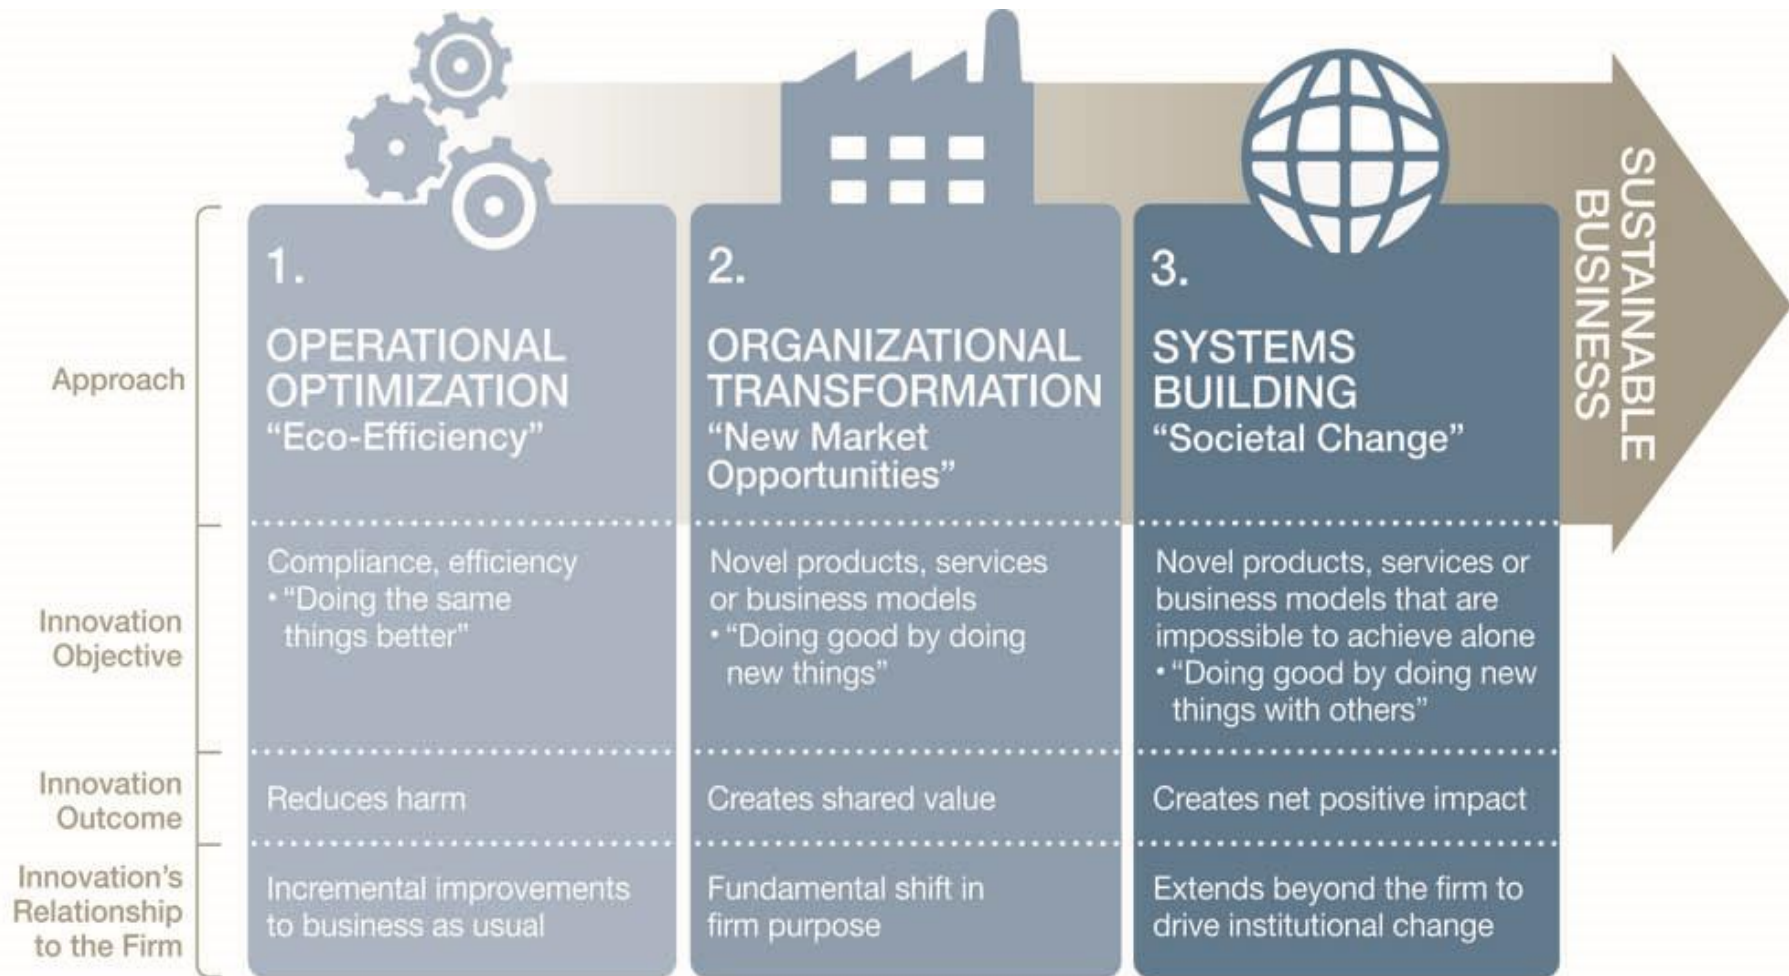 SUSTAINABLE
BUSINESS
Approach
1.
OPERATIONAL
OPTIMIZATION
“Eco-Efficiency”
2.
ORGANIZATIONAL
TRANSFORMATION
“New Market
Opportunities”
3.
SYSTEMS
BUILDING
“Societal Change”
Innovation
Objective
Compliance, efficiency
• “Doing the same
things better”
Novel products, services
or business models
• “Doing good by doing
new things”
Novel products, services or
business models that are
impossible to achieve alone
• “Doing good by doing new
things with others”
Innovation
Outcome
Reduces harm
Creates shared value
Creates net positive impact
Innovation’s
Relationship
to the Firm
Incremental improvements
to business as usual
Fundamental shift in
firm purpose
Extends beyond the firm to
drive institutional change